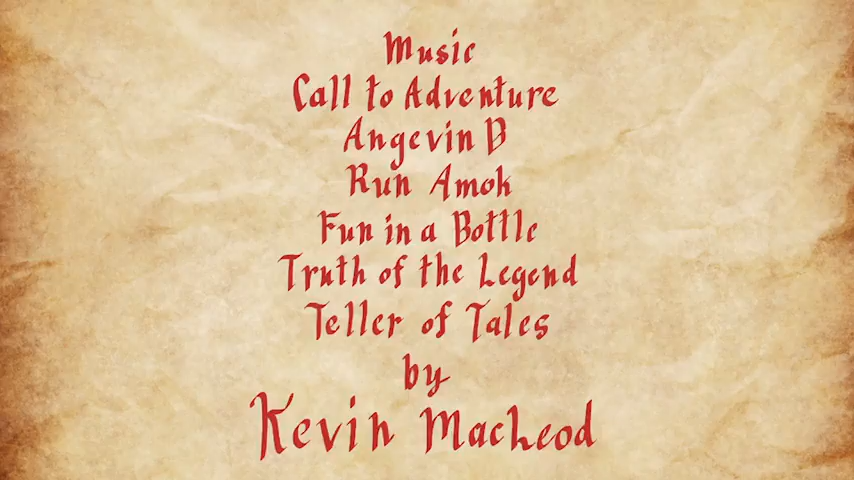 Music
Call to Adventure
Angevin B
Run Amok
Fun in a Bottle
Truth of the Legend
Teller of Tales
by
Kevin MacLeod